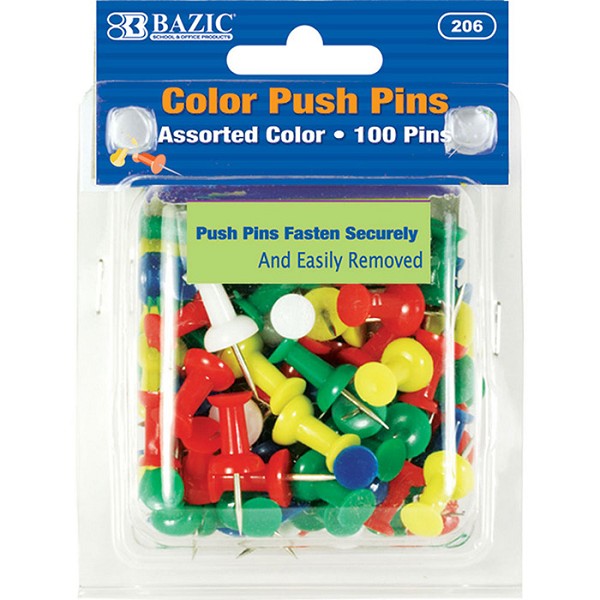 BAZIC
SCHOOL & OFFICE PRODUCTS
206
Color Push Pins
Assorted Color • 100 Pins
Push Pins Fasten Securely
And Easily Removed